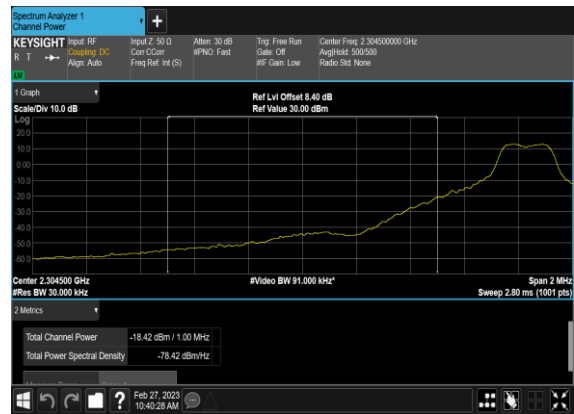 Spectrum Analyzer 1
Channel Power
KEYSIGHT
R T
LW
Input: RF
Coupling: DC
Align: Auto
Input Z: 50 Ω
Corr CCorr
Freq Ref: Int (S)
Atten: 30 dB
#PNO: Fast
Trig: Free Run
Gate: Off
#IF Gain: Low
Center Freq: 2.304500000 GHz
Avg|Hold: 500/500
Radio Std: None
1 Graph
Scale/Div 10.0 dB
Ref Lvl Offset 8.40 dB
Ref Value 30.00 dBm
Log
20.0
10.0
0.00
-10.0
-20.0
-30.0
-40.0
-50.0
-60.0
Center 2.304500 GHz
#Video BW 91.000 kHz*
Span 2 MHz
#Res BW 30.000 kHz
Sweep 2.80 ms (1001 pts)
2 Metrics
Total Channel Power -18.42 dBm / 1.00 MHz
Total Power Spectral Density -78.42 dBm/Hz
?
Feb 27, 2023
10:40:28 AM